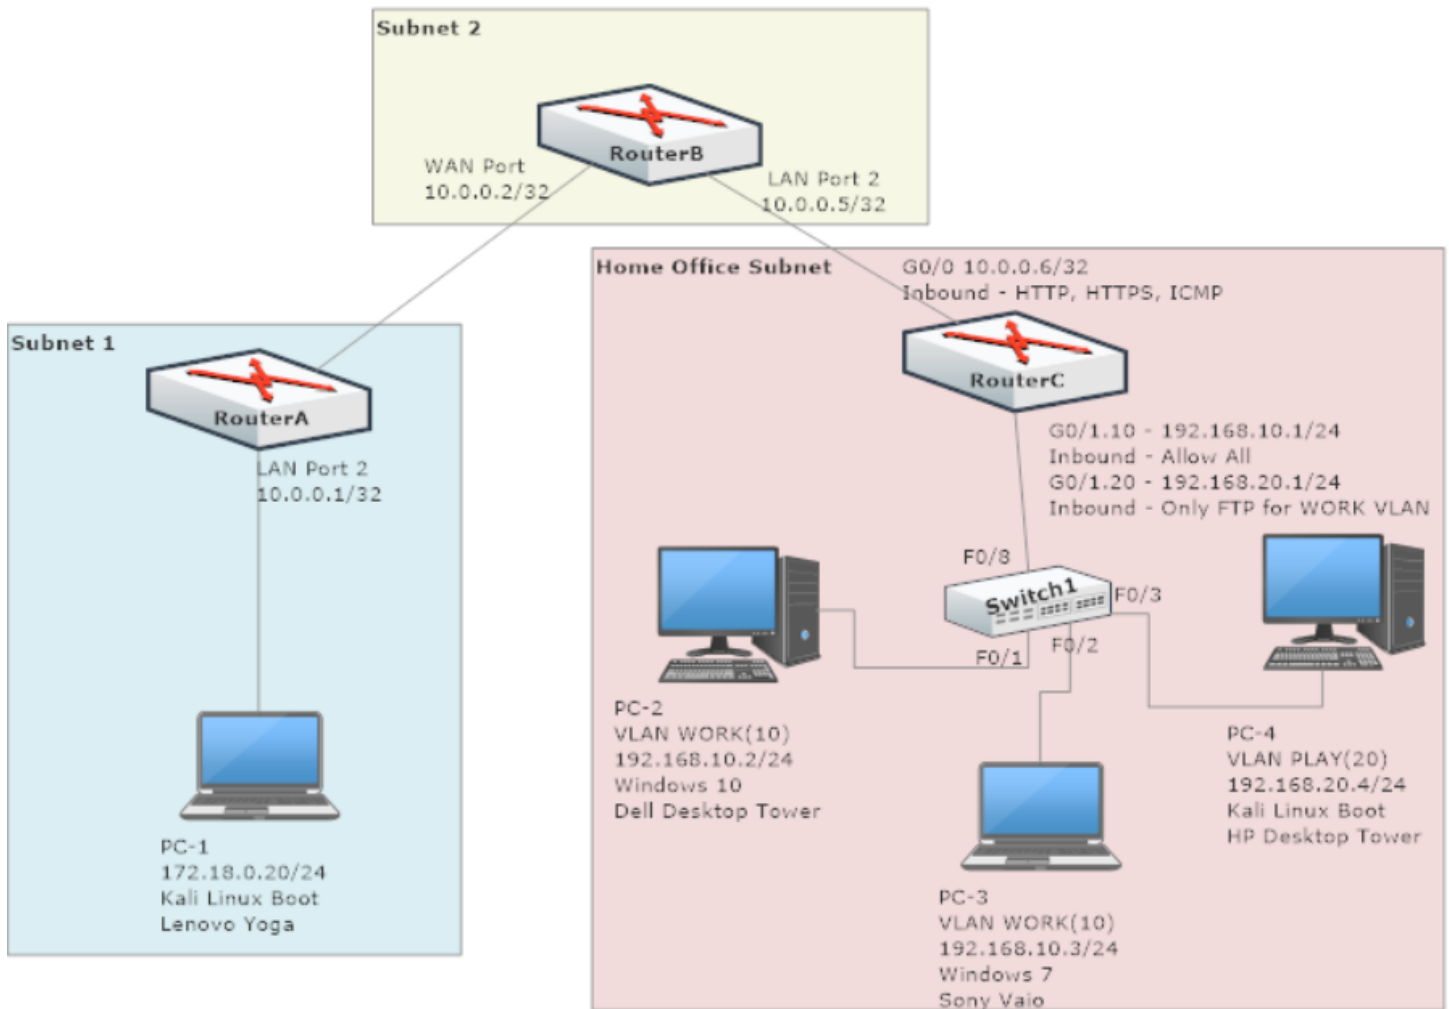 Subnet 2
RouterB
WAN Port
10.0.0.2/32
LAN Port 2
10.0.0.5/32
Home Office Subnet
G0/0 10.0.0.6/32
Inbound - HTTP, HTTPS, ICMP
RouterC
Subnet 1
RouterA
LAN Port 2
10.0.0.1/32
G0/1.10 - 192.168.10.1/24
Inbound - Allow All
G0/1.20 - 192.168.20.1/24
Inbound - Only FTP for WORK VLAN
F0/8
Switch1
F0/3
F0/1
F0/2
PC-2
VLAN WORK(10)
192.168.10.2/24
Windows 10
Dell Desktop Tower
PC-4
VLAN PLAY(20)
192.168.20.4/24
Kali Linux Boot
HP Desktop Tower
PC-1
172.18.0.20/24
Kali Linux Boot
Lenovo Yoga
PC-3
VLAN WORK(10)
192.168.10.3/24
Windows 7
Sony Vaio